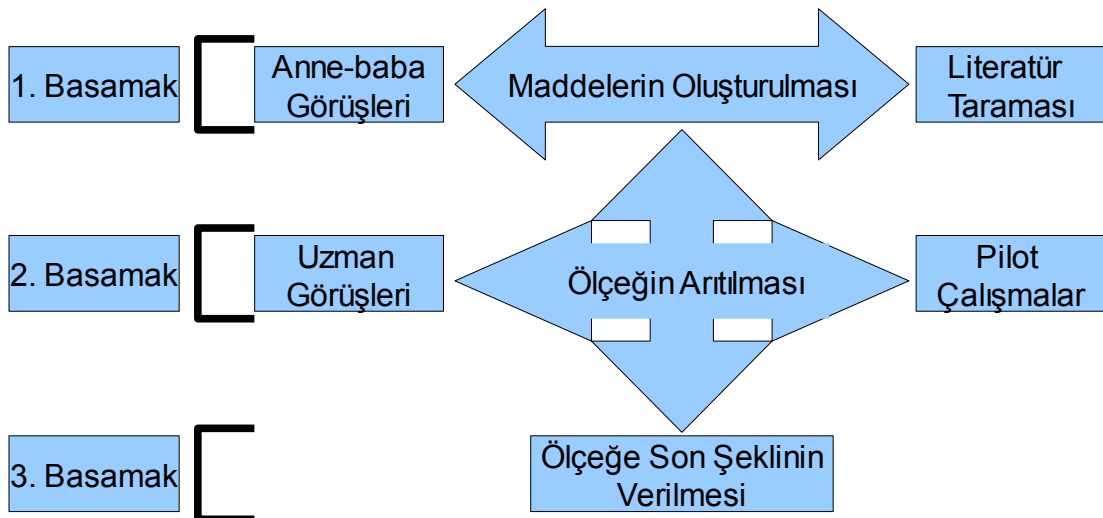 1. Basamak
Anne-baba
Görüşleri
Maddelerin Oluşturulması
Literatür
Taraması
2. Basamak
Uzman
Görüşleri
Ölçeğin Arıtılması
Pilot
Çalışmalar
3. Basamak
Ölçeğe Son Şeklinin
Verilmesi